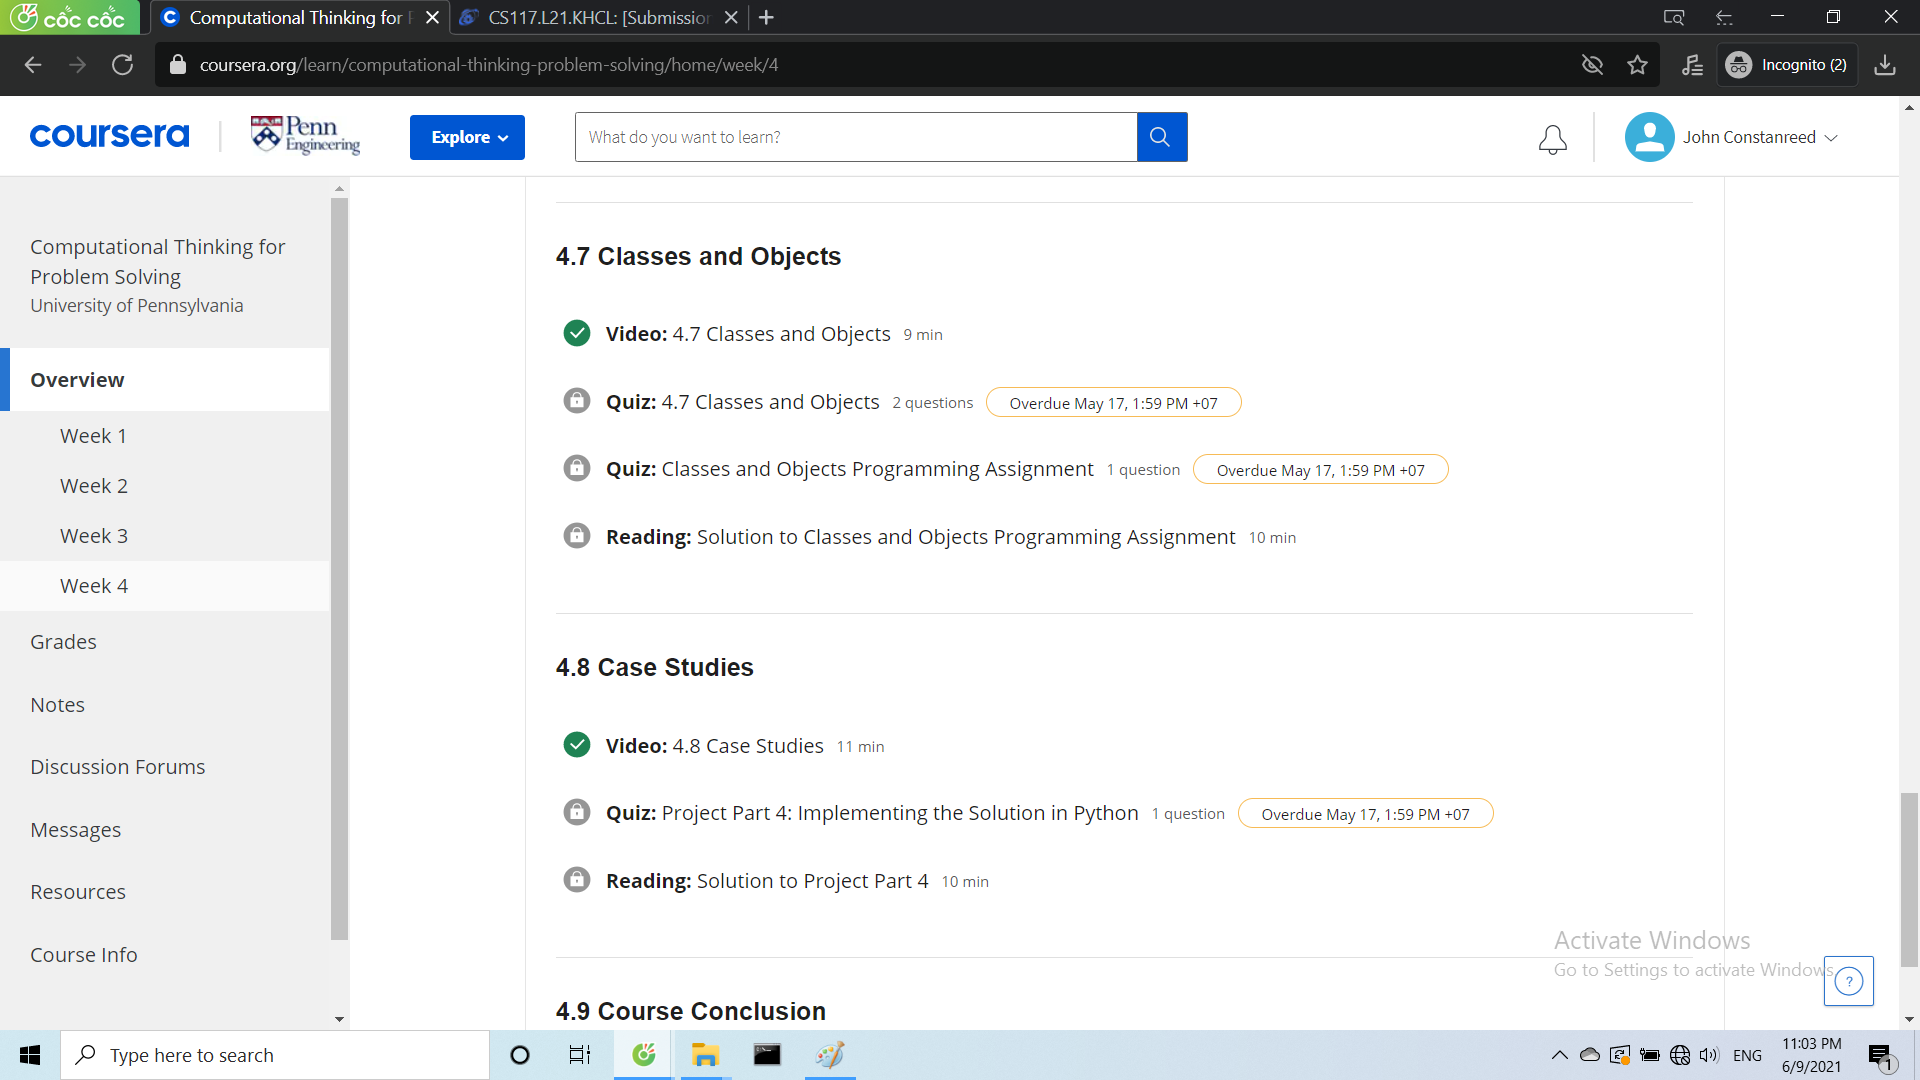 cốc cốc
Computational Thinking for P
CS117.L21.KHCL: [Submission
coursera.org/learn/computational-thinking-problem-solving/home/week/4
Incognito (2)
coursera
Penn
Engineering
Explore
What do you want to learn?
John Constanreed
Computational Thinking for
Problem Solving
University of Pennsylvania
Overview
Week 1
Week 2
Week 3
Week 4
Grades
Notes
Discussion Forums
Messages
Resources
Course Info
4.7 Classes and Objects
Video: 4.7 Classes and Objects 9 min
Quiz: 4.7 Classes and Objects 2 questions Overdue May 17, 1:59 PM +07
Quiz: Classes and Objects Programming Assignment 1 question Overdue May 17, 1:59 PM +07
Reading: Solution to Classes and Objects Programming Assignment 10 min
4.8 Case Studies
Video: 4.8 Case Studies 11 min
Quiz: Project Part 4: Implementing the Solution in Python 1 question Overdue May 17, 1:59 PM +07
Reading: Solution to Project Part 4 10 min
4.9 Course Conclusion
Activate Windows
Go to Settings to activate Windows.
?
Type here to search
ENG
11:03 PM
6/9/2021
1